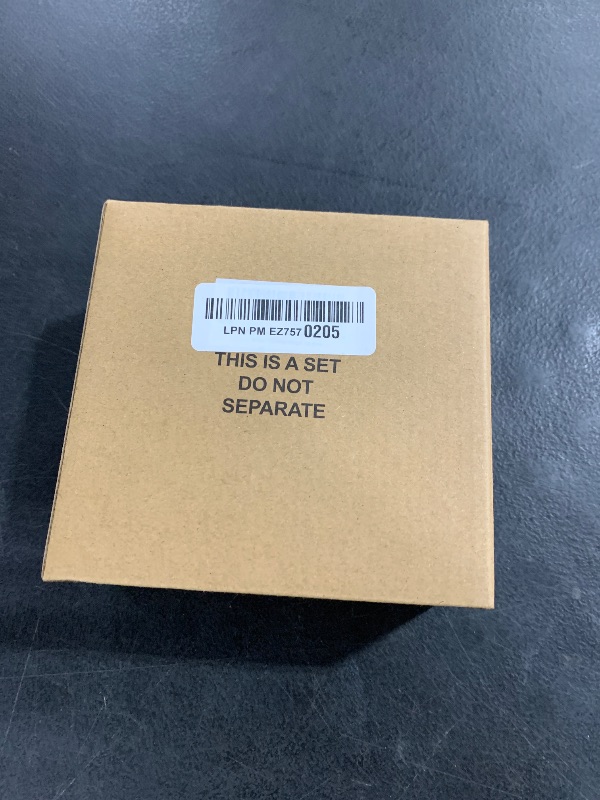 LPN PM EZ757 0205
THIS IS A SET
DO NOT
SEPARATE